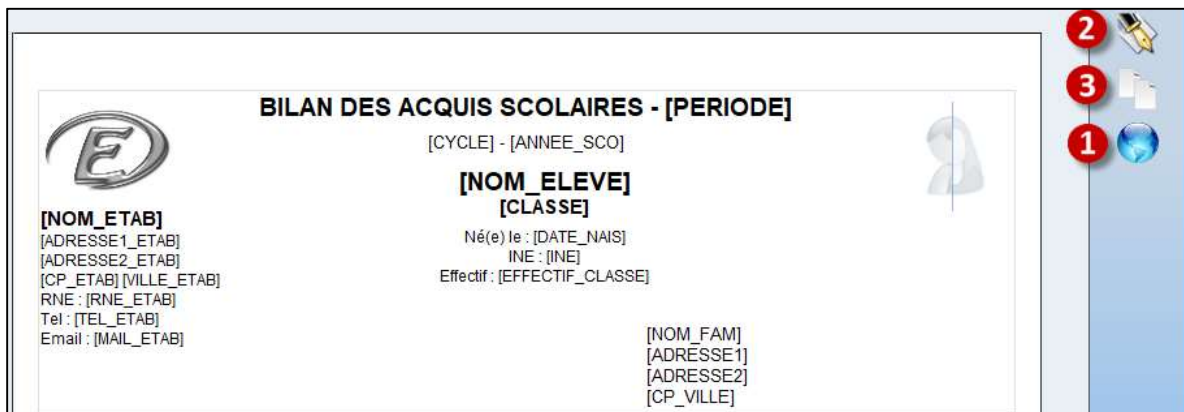 BILAN DES ACQUIS SCOLAIRES - [PERIODE]
[CYCLE] - [ANNEE_SCO]
[NOM_ELEVE]
[CLASSE]
Né(e) le : [DATE_NAIS]
INE : [INE]
Effectif : [EFFECTIF_CLASSE]
E
[NOM_ETAB]
[ADRESSE1_ETAB]
[ADRESSE2_ETAB]
[CP_ETAB] [VILLE_ETAB]
RNE : [RNE_ETAB]
Tel : [TEL_ETAB]
Email : [MAIL_ETAB]
[NOM_FAM]
[ADRESSE1]
[ADRESSE2]
[CP_VILLE]
2
3
1